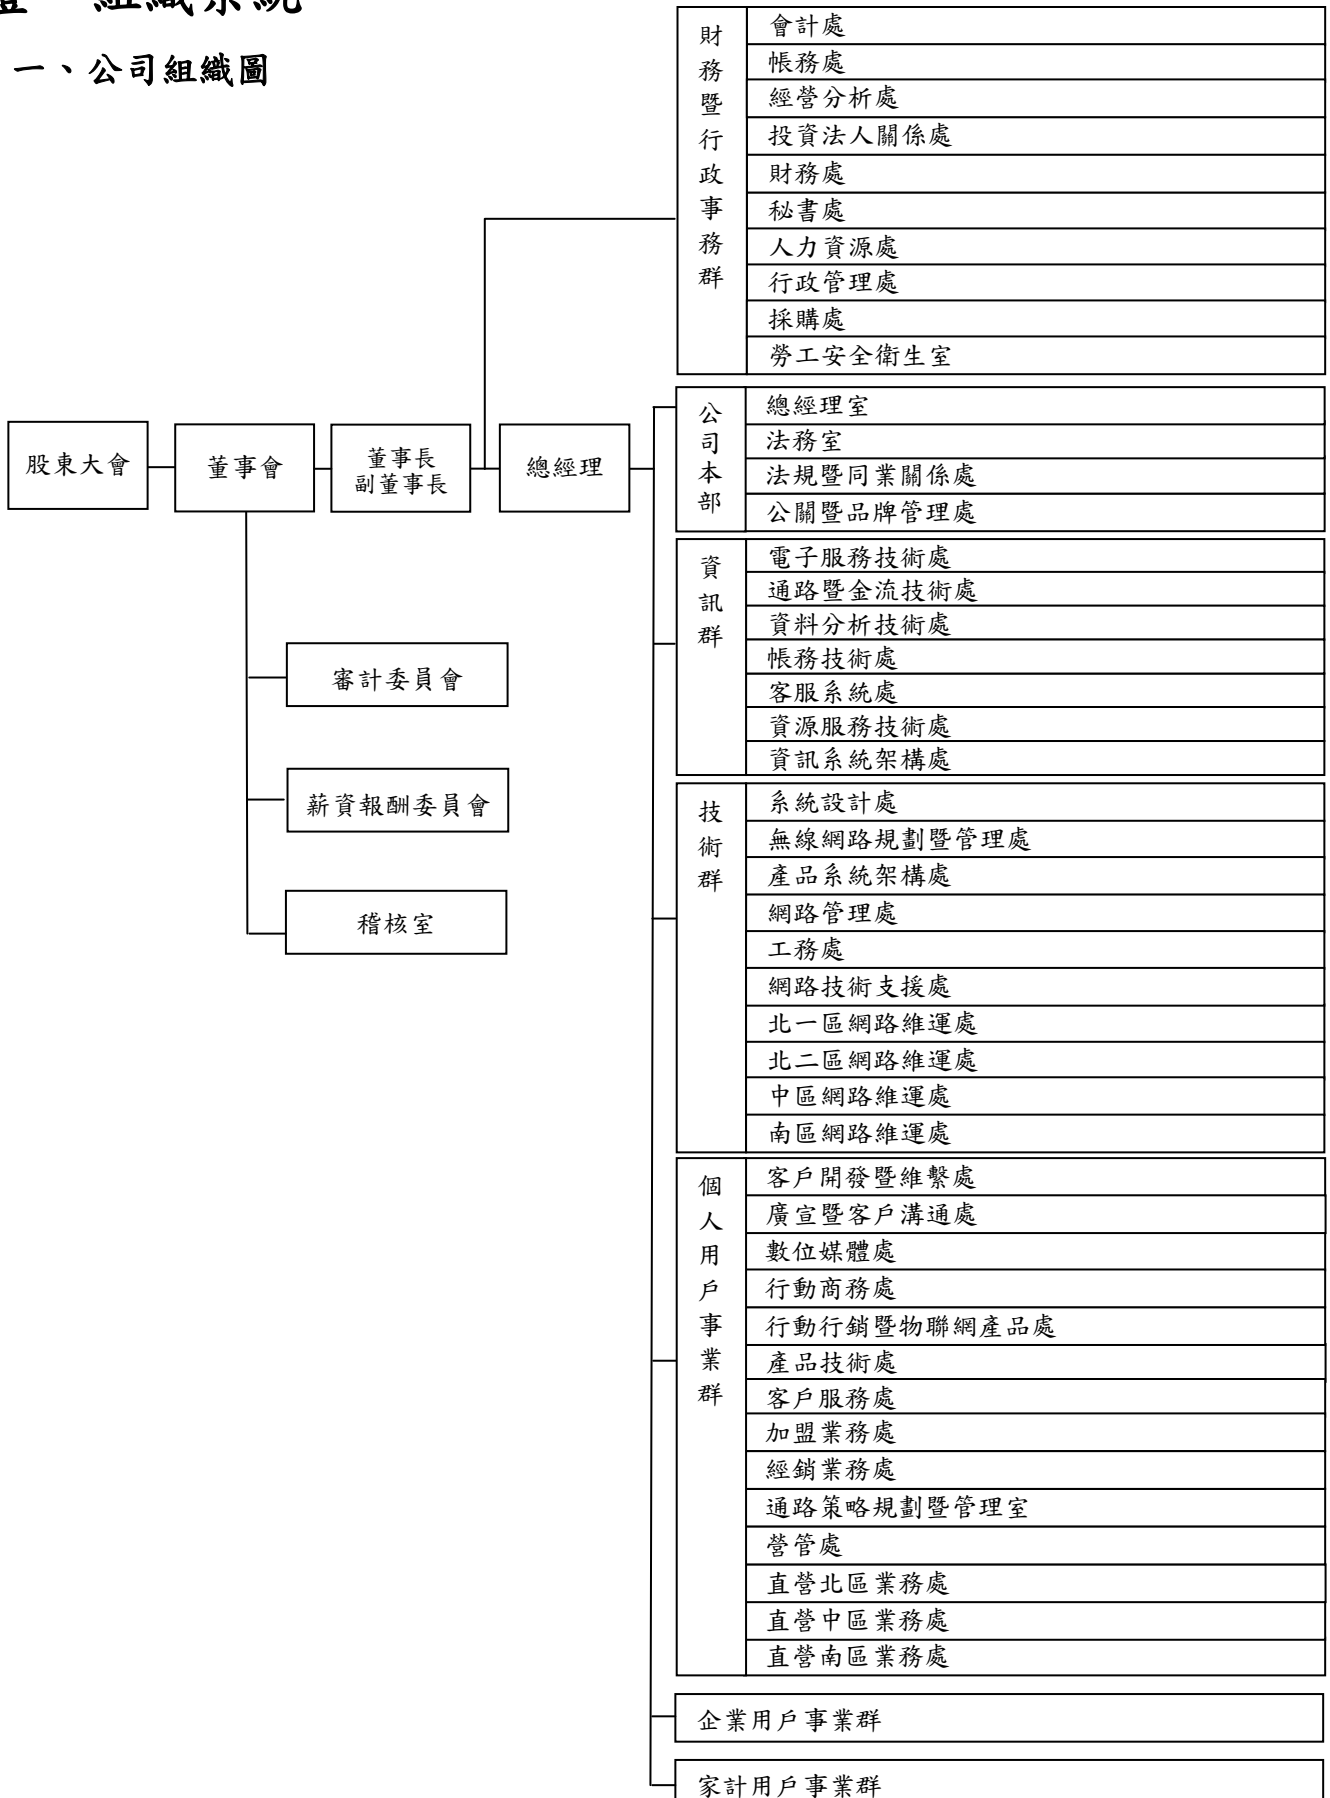 組織系統
一、公司組織圖
股東大會
董事會
董事長
副董事長
總經理
審計委員會
薪資報酬委員會
稽核室
財務暨行政事務群
會計處
帳務處
經營分析處
投資法人關係處
財務處
秘書處
人力資源處
行政管理處
採購處
勞工安全衛生室
公司本部
總經理室
法務室
法規暨同業關係處
公關暨品牌管理處
資訊群
電子服務技術處
通路暨金流技術處
資料分析技術處
帳務技術處
客服系統處
資源服務技術處
資訊系統架構處
技術群
系統設計處
無線網路規劃暨管理處
產品系統架構處
網路管理處
工務處
網路技術支援處
北一區網路維運處
北二區網路維運處
中區網路維運處
南區網路維運處
個人用戶事業群
客戶開發暨維繫處
廣宣暨客戶溝通處
數位媒體處
行動商務處
行動行銷暨物聯網產品處
產品技術處
客戶服務處
加盟業務處
經銷業務處
通路策略規劃暨管理室
營管處
直營北區業務處
直營中區業務處
直營南區業務處
企業用戶事業群
家計用戶事業群